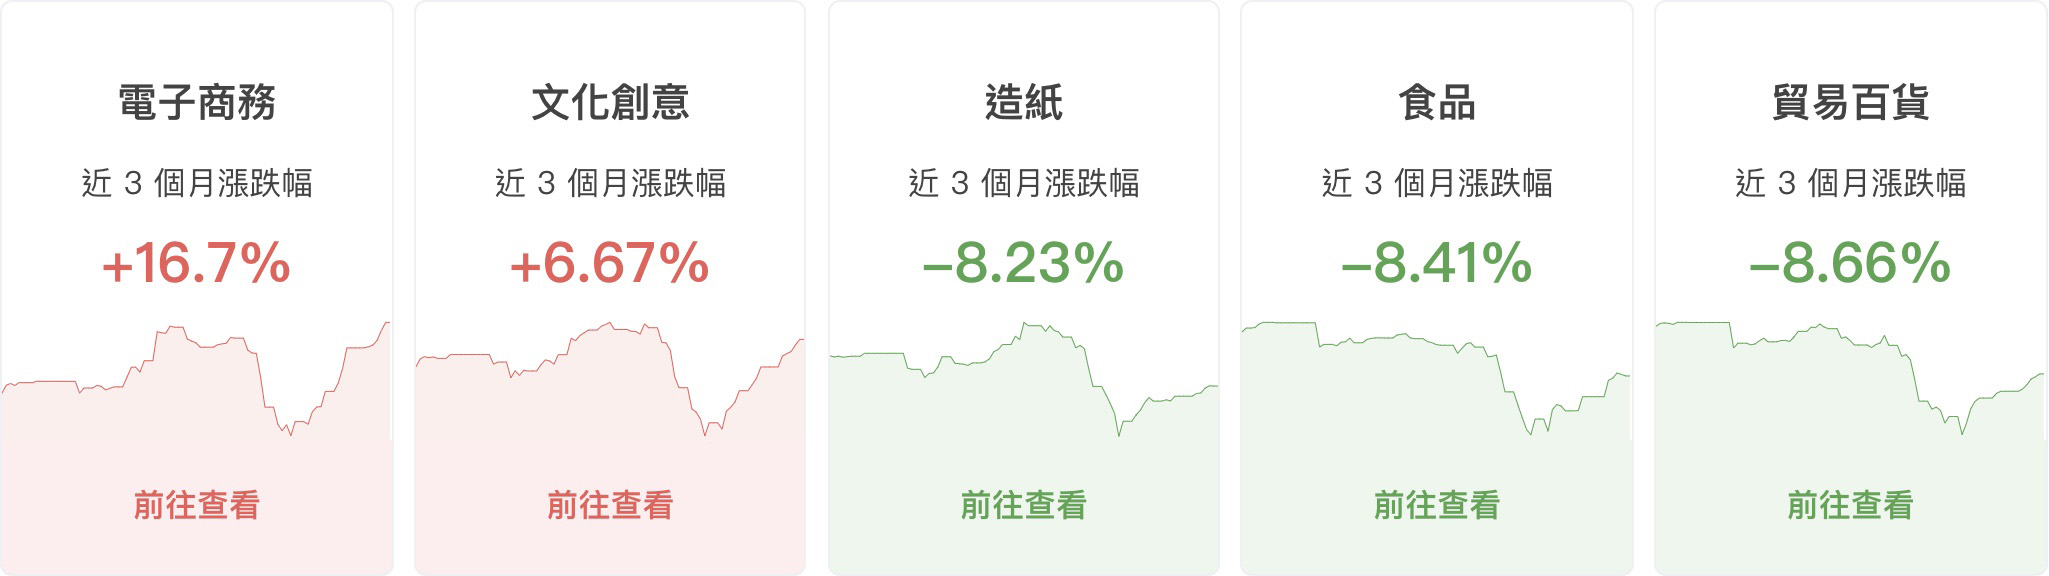 電子商務
近 3 個月漲跌幅
+16.7%
前往查看
文化創意
近 3 個月漲跌幅
+6.67%
前往查看
造紙
近 3 個月漲跌幅
–8.23%
前往查看
食品
近 3 個月漲跌幅
–8.41%
前往查看
貿易百貨
近 3 個月漲跌幅
–8.66%
前往查看